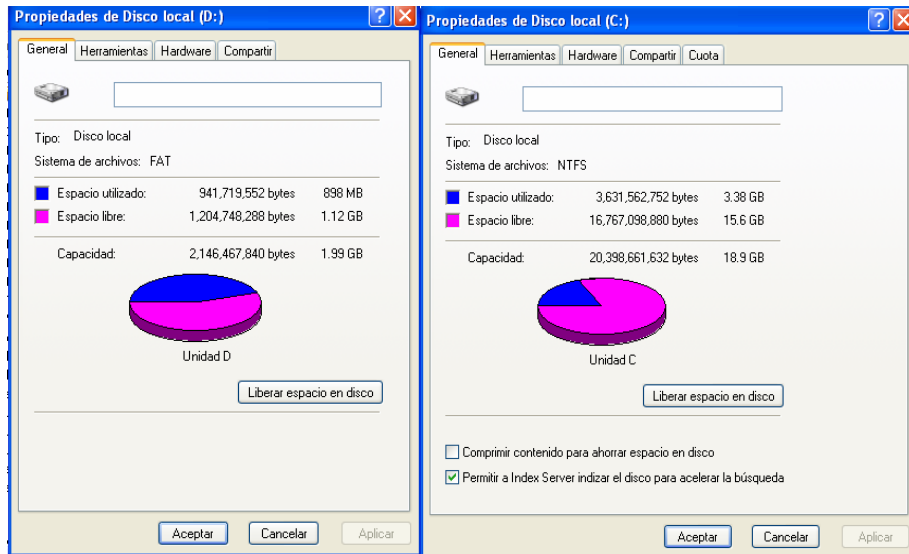 Propiedades de Disco local (D:)
General Herramientas Hardware Compartir
Tipo: Disco local
Sistema de archivos: FAT
Espacio utilizado: 941,719,552 bytes 898 MB
Espacio libre: 1,204,748,288 bytes 1.12 GB
Capacidad: 2,146,467,840 bytes 1.99 GB
Unidad D
Liberar espacio en disco
Aceptar Cancelar Aplicar
Propiedades de Disco local (C:)
General Herramientas Hardware Compartir Cuota
Tipo: Disco local
Sistema de archivos: NTFS
Espacio utilizado: 3,631,562,752 bytes 3.38 GB
Espacio libre: 16,767,098,880 bytes 15.6 GB
Capacidad: 20,398,661,632 bytes 18.9 GB
Unidad C
Liberar espacio en disco
Comprimir contenido para ahorrar espacio en disco
Permitir a Index Server indizar el disco para acelerar la búsqueda
Aceptar Cancelar Aplicar